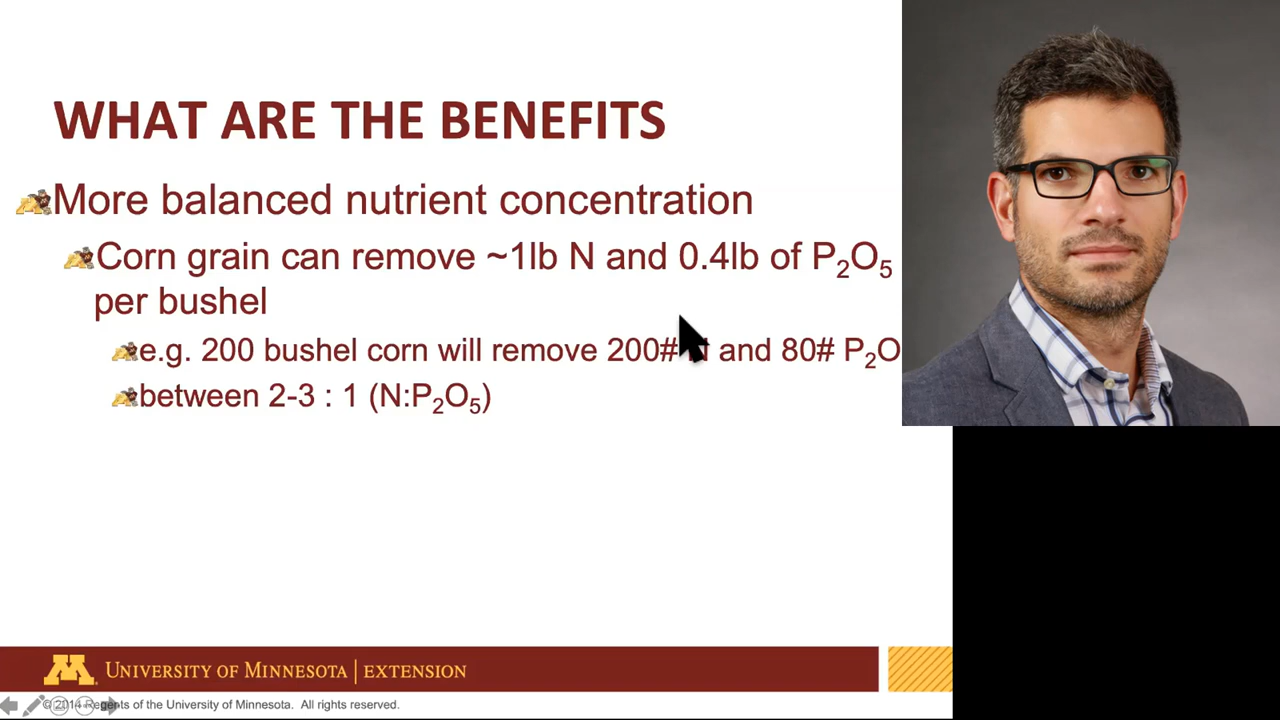 WHAT ARE THE BENEFITS
More balanced nutrient concentration
Corn grain can remove ~1lb N and 0.4lb of P₂O₅
per bushel
e.g. 200 bushel corn will remove 200# and 80# P₂O
between 2-3 : 1 (N:P₂O₅)
UNIVERSITY OF MINNESOTA | EXTENSION
© 2014 Regents of the University of Minnesota. All rights reserved.